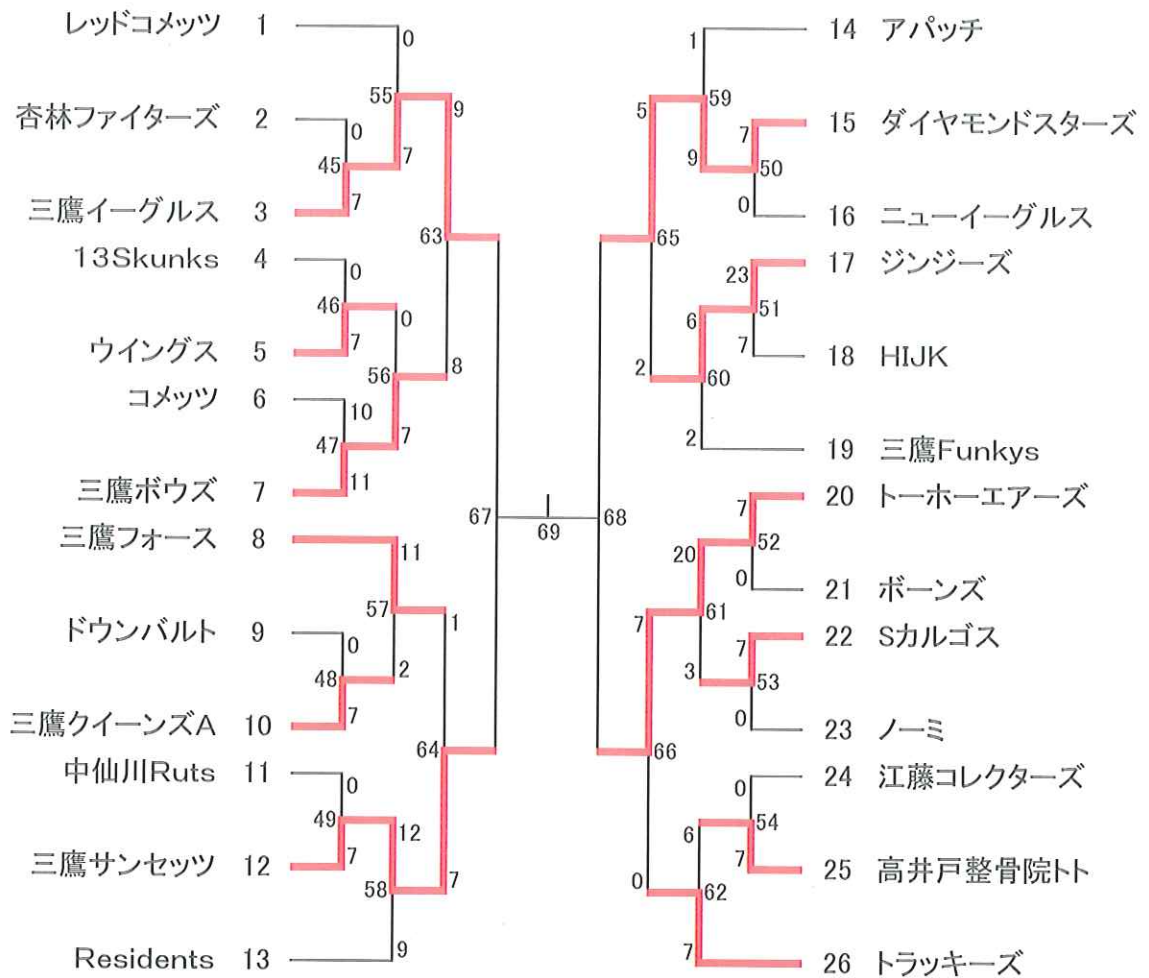 レッドコメッツ 1
0
55
9
杏林ファイターズ 2
0
45
7
7
三鷹イーグルス 3
63
13Skunks 4
0
46
0
7
ウイングス 5
56
8
コメッツ 6
10
47
7
11
三鷹ボウズ 7
三鷹フォース 8
11
57
1
ドウンバルト 9
0
48
2
7
三鷹クイーンズA 10
64
中仙川Ruts 11
0
49
12
7
三鷹サンセッツ 12
58
7
9
Residents 13
67
69
68
1
14 アパッチ
5
59
7
15 ダイヤモンドスターズ
9
50
0
16 ニューイーグルス
65
23
17 ジンジーズ
6
51
7
18 HIJK
2
60
2
19 三鷹Funkys
7
20 トーホーエアーズ
20
52
0
21 ボーンズ
7
61
7
22 Sカルゴス
3
53
0
23 ノーミ
66
0
24 江藤コレクターズ
6
54
7
25 高井戸整骨院トト
0
62
7
26 トラッキーズ